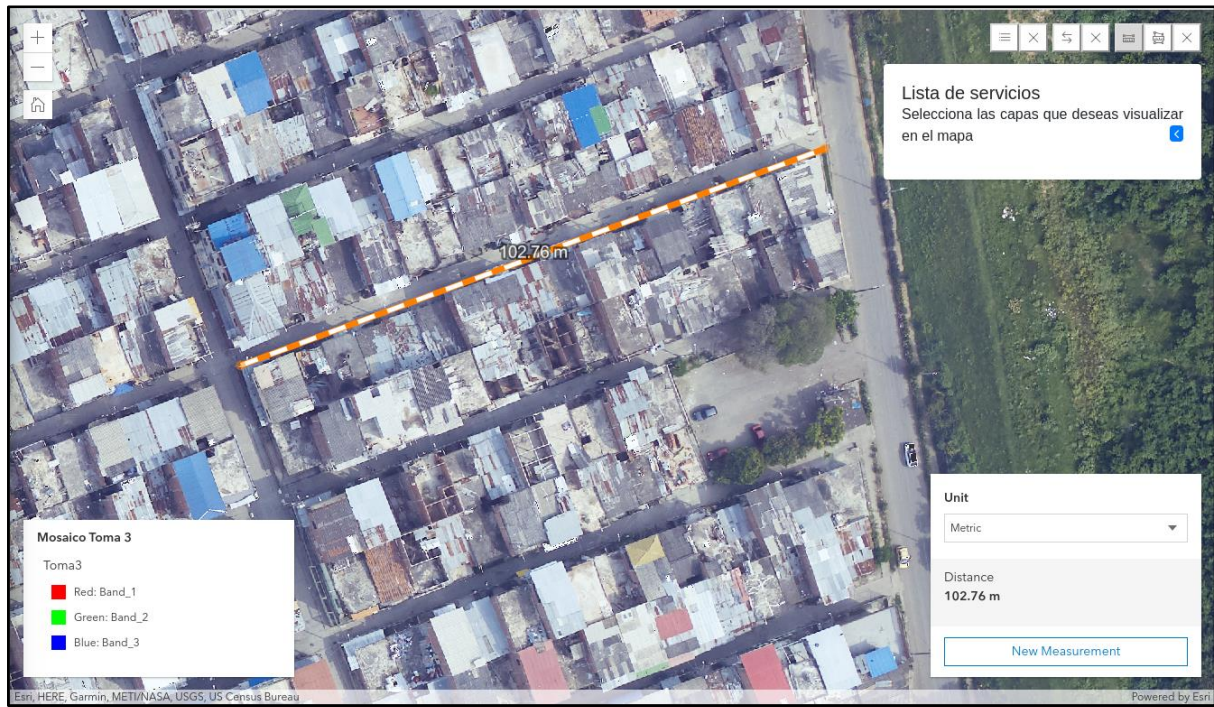 Lista de servicios
Selecciona las capas que deseas visualizar
en el mapa
102.76 m
Mosaico Toma 3
Toma3
Red: Band_1
Green: Band_2
Blue: Band_3
Unit
Metric
Distance
102.76 m
New Measurement
Esri, HERE, Garmin, METI/NASA, USGS, US Census Bureau
Powered by Esri